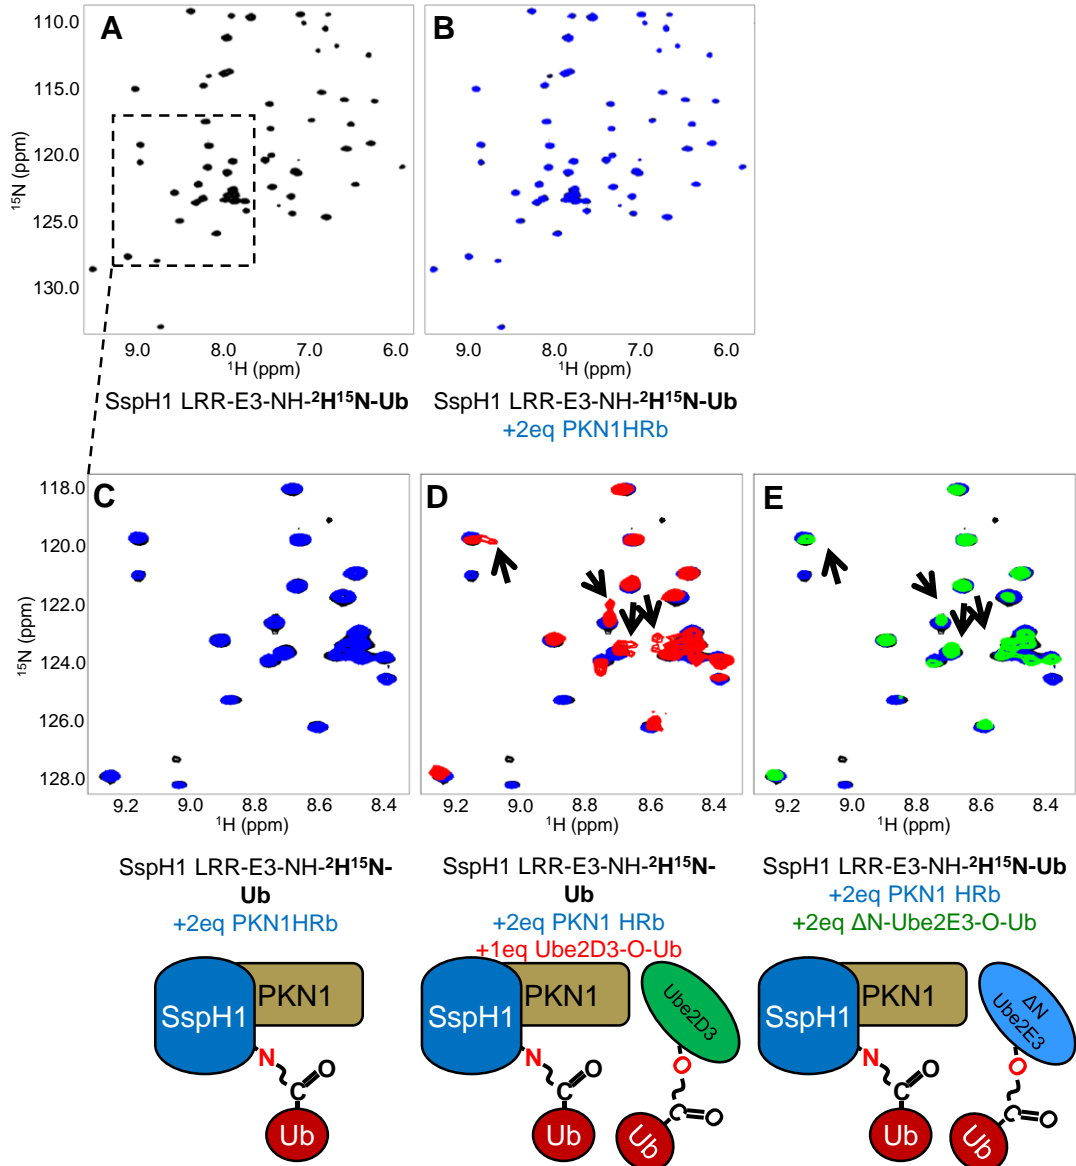 A
B
110.0
115.0
120.0
125.0
130.0
¹⁵N (ppm)
9.0 8.0 7.0 6.0
¹H (ppm)
9.0 8.0 7.0 6.0
¹H (ppm)
SspH1 LRR-E3-NH-²H¹⁵N-Ub
SspH1 LRR-E3-NH-²H¹⁵N-Ub
+2eq PKN1HRb
C
D
E
118.0
120.0
122.0
124.0
126.0
128.0
¹⁵N (ppm)
9.2 9.0 8.8 8.6 8.4
¹H (ppm)
9.2 9.0 8.8 8.6 8.4
¹H (ppm)
9.2 9.0 8.8 8.6 8.4
¹H (ppm)
SspH1 LRR-E3-NH-²H¹⁵N-
Ub
+2eq PKN1HRb
SspH1 LRR-E3-NH-²H¹⁵N-
Ub
+2eq PKN1 HRb
+1eq Ube2D3-O-Ub
SspH1 LRR-E3-NH-²H¹⁵N-Ub
+2eq PKN1 HRb
+2eq ΔN-Ube2E3-O-Ub
SspH1
PKN1
N
C
O
Ub
SspH1
PKN1
Ube2D3
N
O
C
O
C
O
Ub
Ub
SspH1
PKN1
ΔN
Ube2E3
N
O
C
O
C
O
Ub
Ub